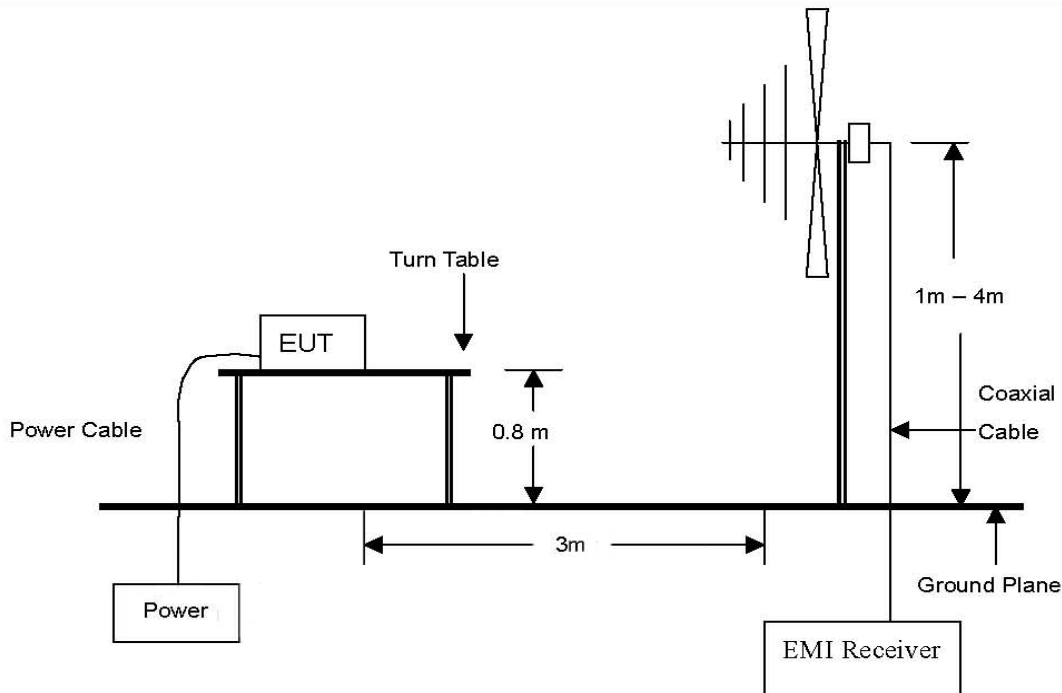 Turn Table
1m – 4m
EUT
Coaxial
Cable
0.8 m
Power Cable
3m
Ground Plane
Power
EMI Receiver